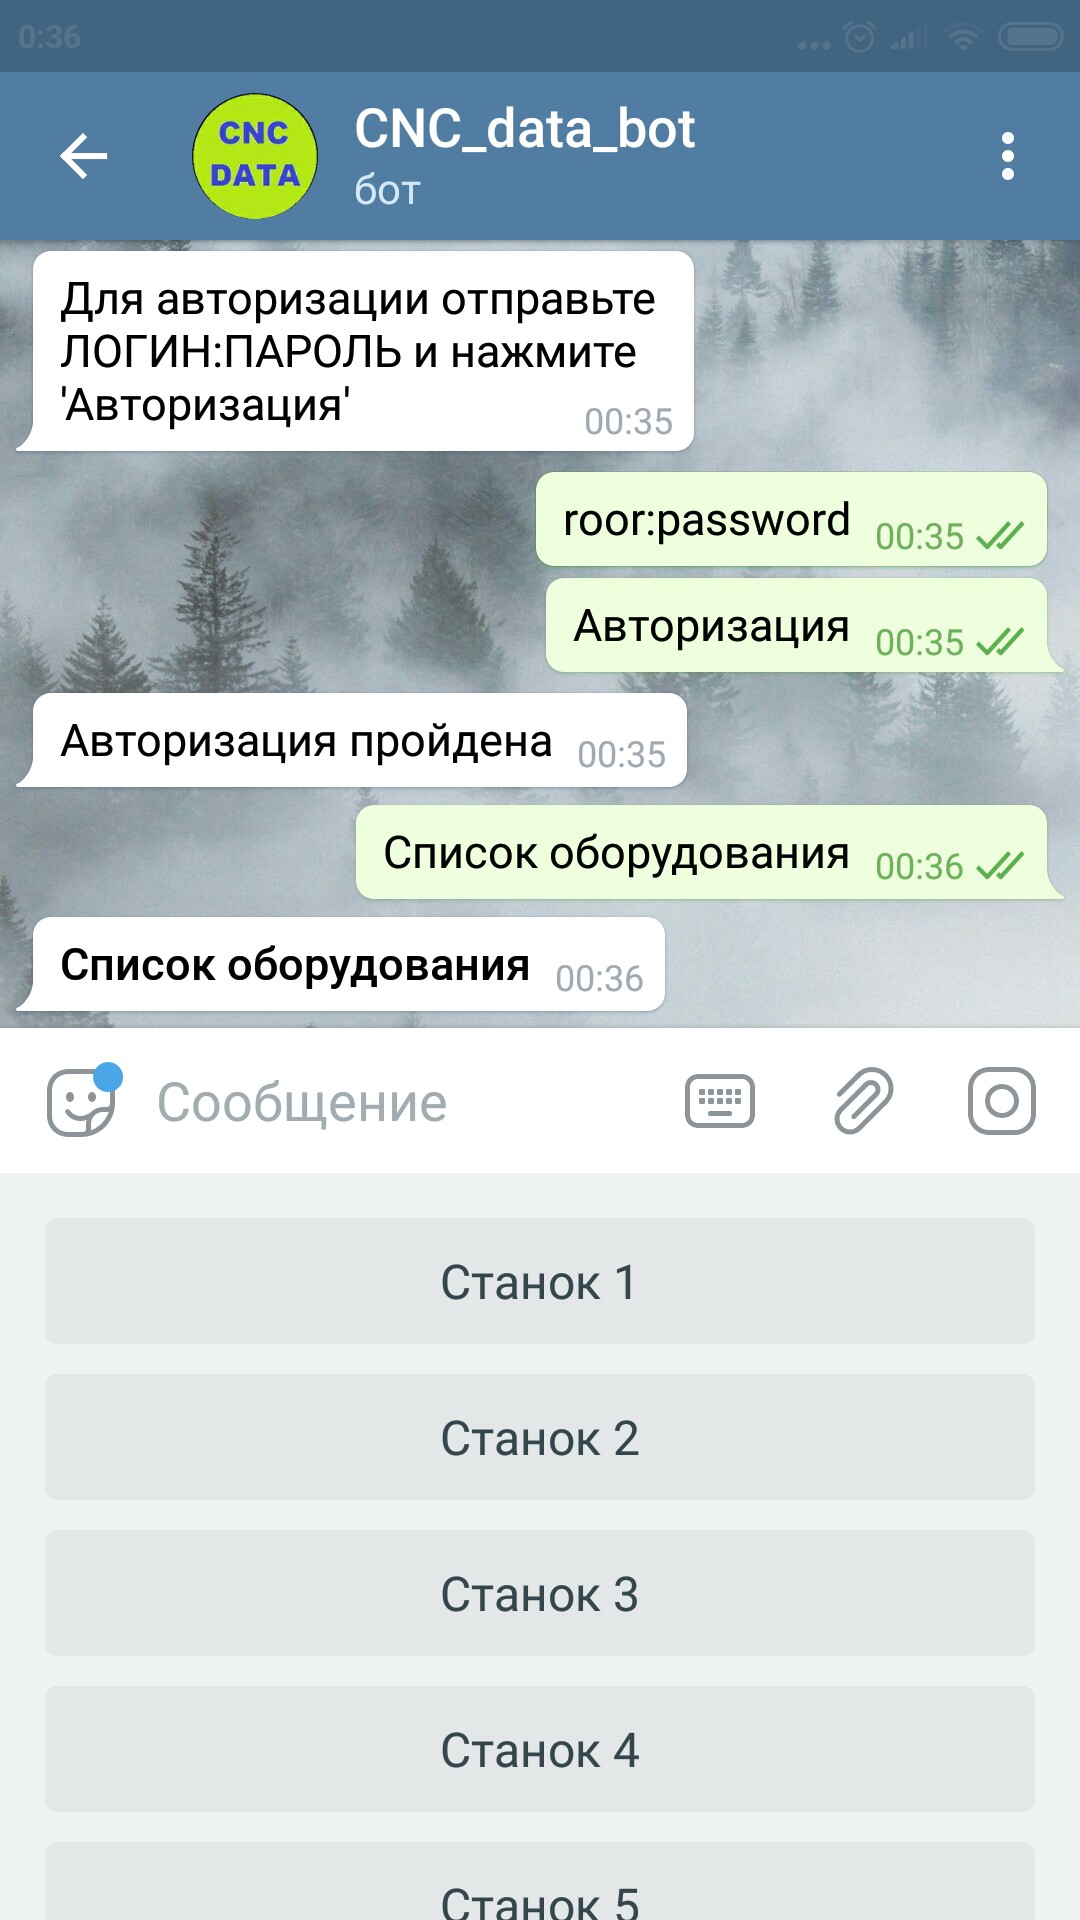 0:36
CNC
DATA
CNC_data_bot
бот
Для авторизации отправьте
ЛОГИН:ПАРОЛЬ и нажмите
'Авторизация' 00:35
roor:password 00:35
Авторизация 00:35
Авторизация пройдена 00:35
Список оборудования 00:36
Список оборудования 00:36
Сообщение
Станок 1
Станок 2
Станок 3
Станок 4
Станок 5